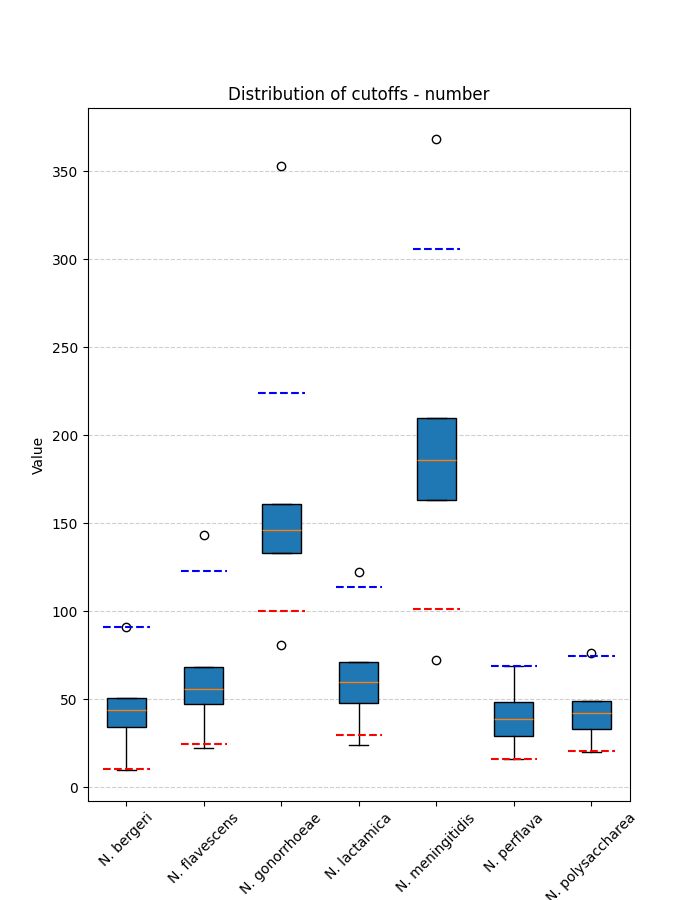 Distribution of cutoffs - number
Value
350
300
250
200
150
100
50
0
N. bergeri
N. flavescens
N. gonorrhoeae
N. lactamica
N. meningitidis
N. perflava
N. polysaccharea